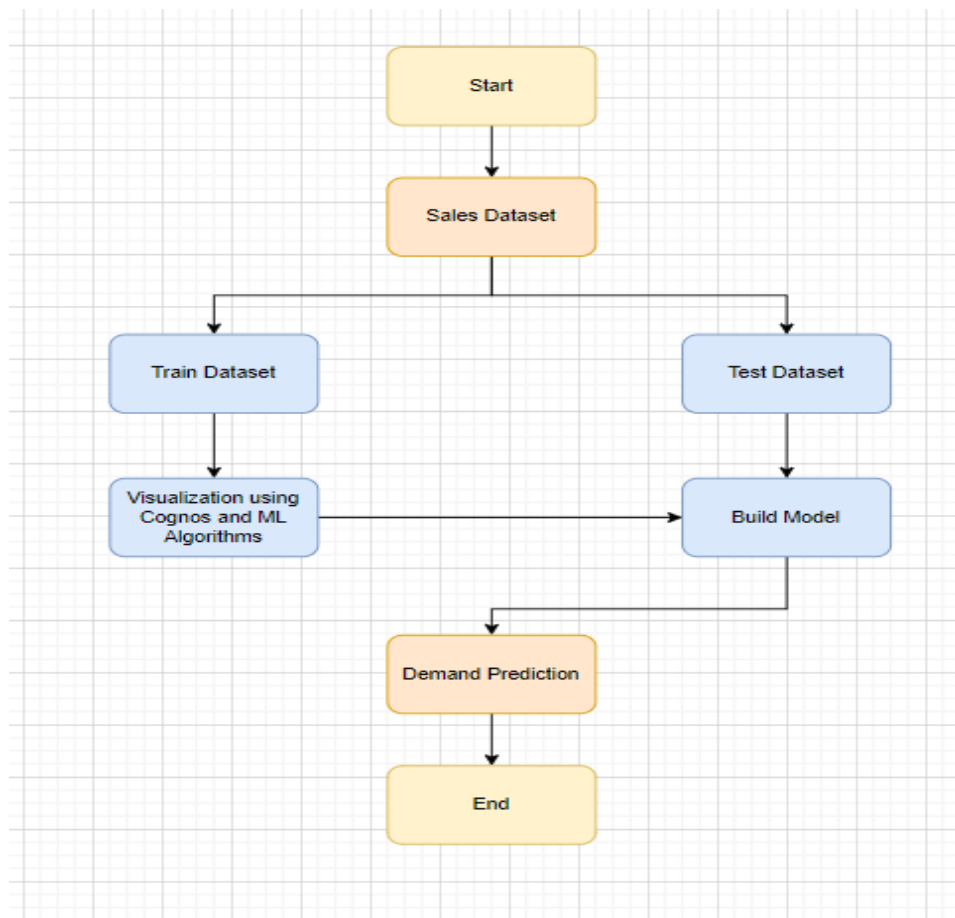 Start
Sales Dataset
Train Dataset
Test Dataset
Visualization using
Cognos and ML
Algorithms
Build Model
Demand Prediction
End